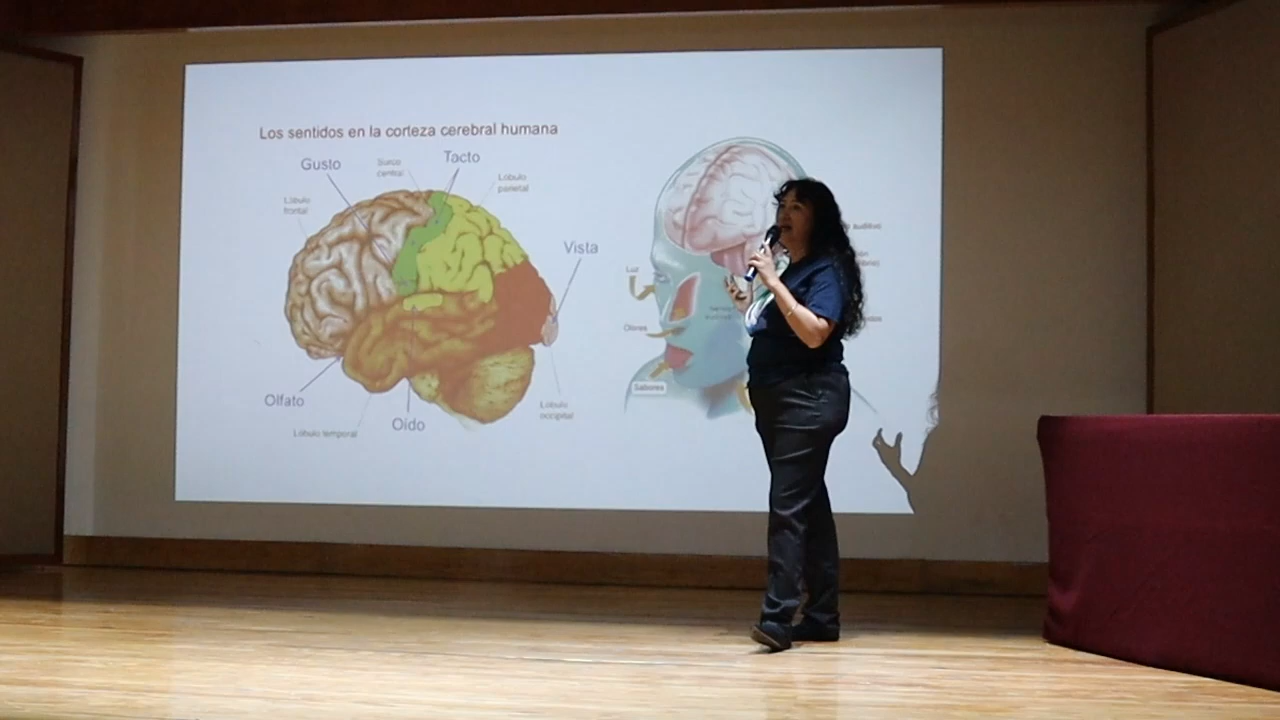 Los sentidos en la corteza cerebral humana
Gusto
Surco
central
Tacto
Lóbulo
parietal
Lóbulo
frontal
Vista
Olfato
Lóbulo temporal
Oído
Lóbulo
occipital
Luz
Olores
Sabores
auditivo